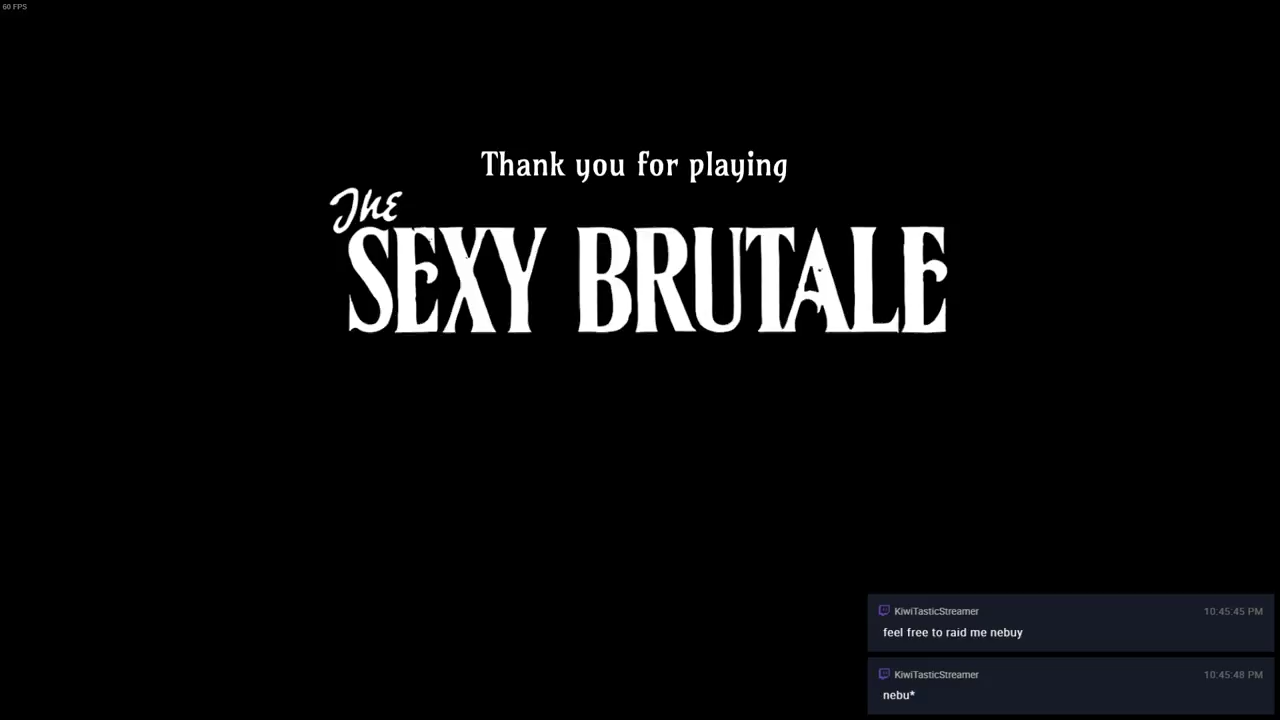 60 FPS
Thank you for playing
The
SEXY BRUTALE
KiwiTasticStreamer 10:45:45 PM
feel free to raid me nebuy
KiwiTasticStreamer 10:45:48 PM
nebu*